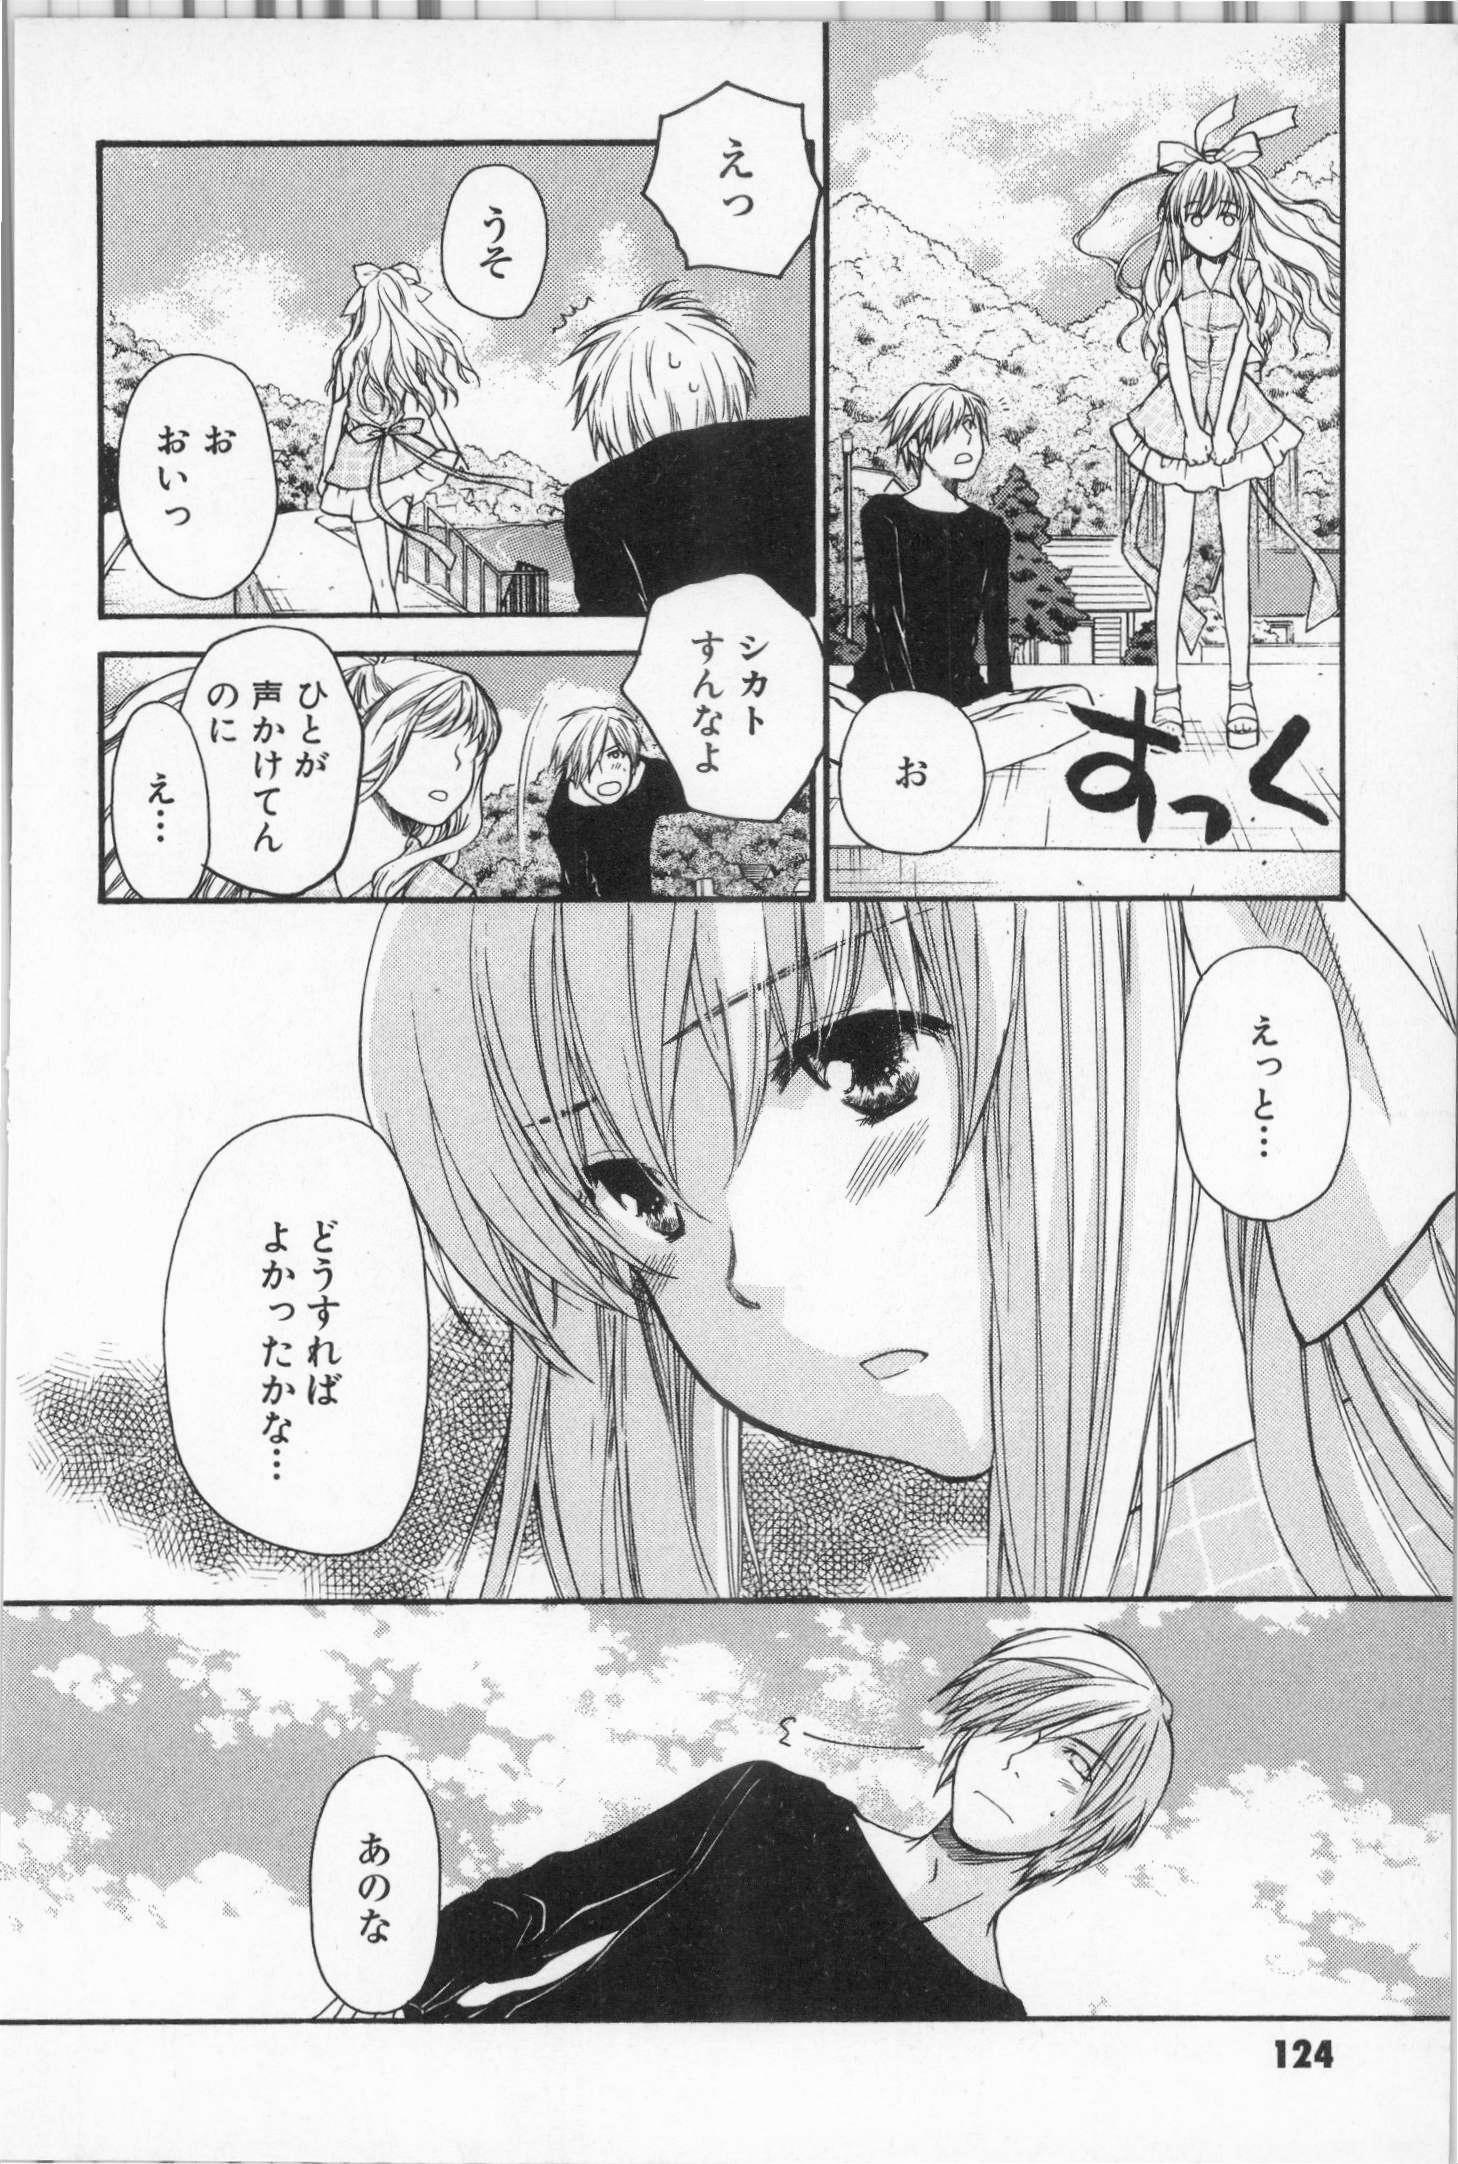 すっく
お
えっ
うそ
お
おいっ
シカト
すんなよ
ひとが
声かけてん
のに
え…
えっと…
どうすれば
よかったかな…
あのな
124